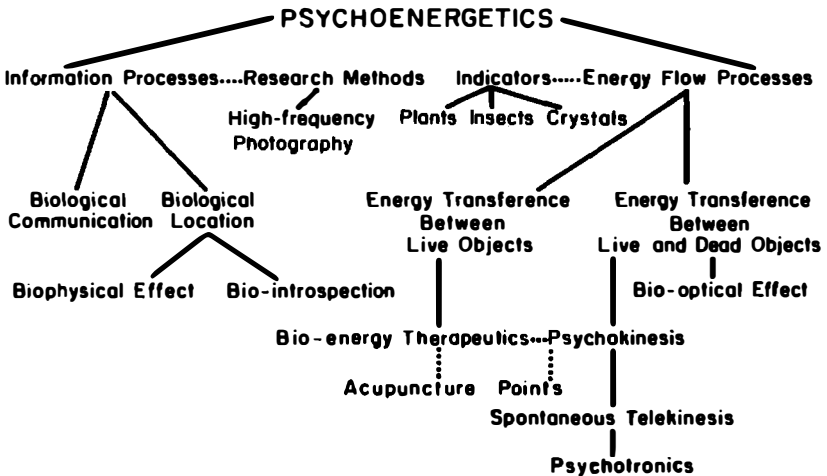 PSYCHOENERGETICS
Information Processes....Research Methods Indicators.....Energy Flow Processes
High-frequency
Photography
Plants Insects Crystals
Biological
Communication
Biological
Location
Energy Transference
Between
Live Objects
Energy Transference
Between
Live and Dead Objects
Biophysical Effect
Bio-introspection
Bio-optical Effect
Bio-energy Therapeutics...Psychokinesis
Acupuncture Points
Spontaneous Telekinesis
Psychotronics